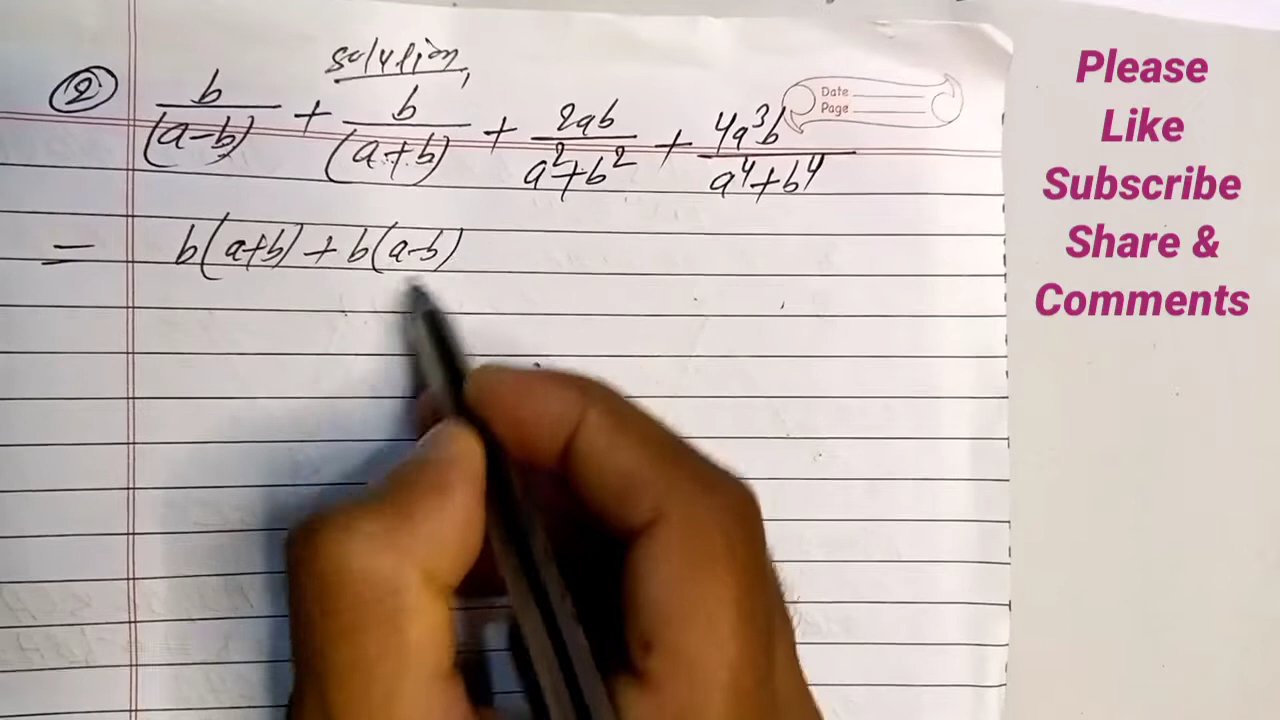 solution,
② b/(a-b) + b/(a+b) + 2ab/a²+b² + 4a³b/a⁴+b⁴
Date
Page
= b(a+b) + b(a-b)
Please
Like
Subscribe
Share &
Comments